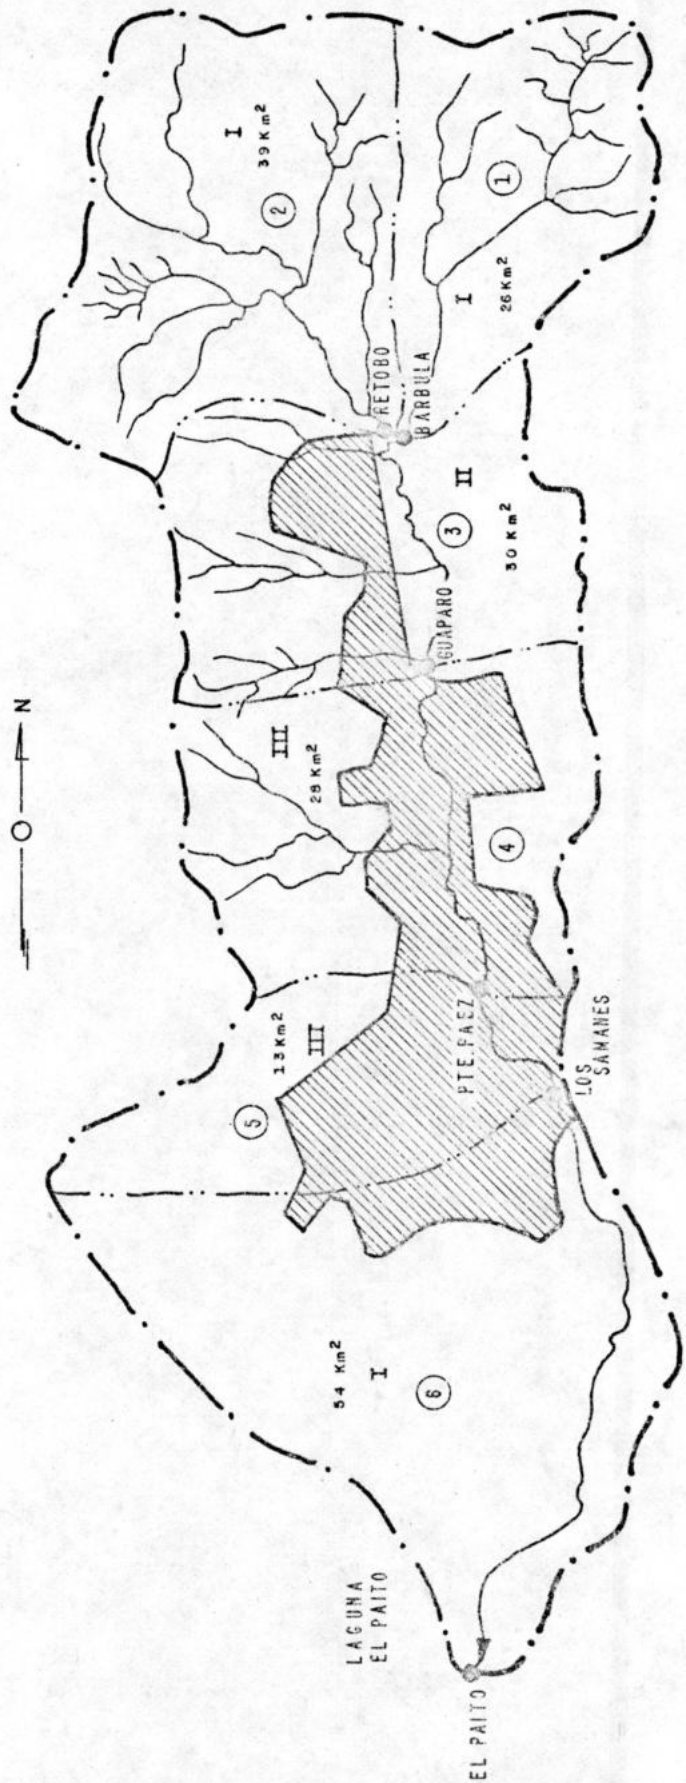 N
I
39 Km²
2
1
I
26 Km²
RETOBO
BARBULA
II
3
30 Km²
GUAPARO
III
28 Km²
4
PTE. PAEZ
13 Km²
III
5
LOS
SAMANES
54 Km²
I
6
LAGUNA
EL PAITO
EL PAITO